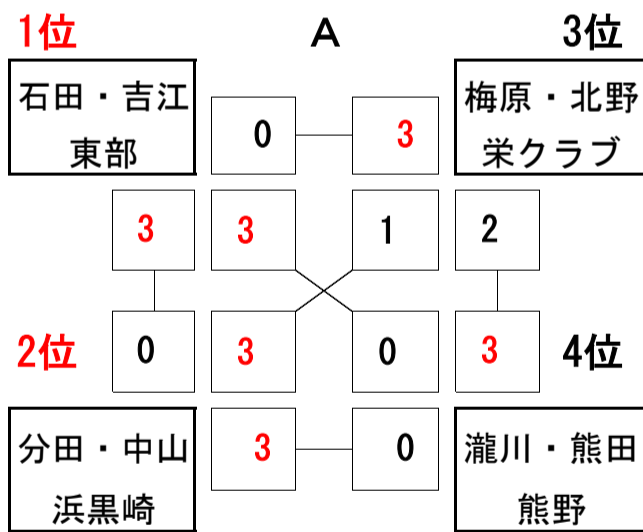 1位 A 3位
石田・吉江
東部
梅原・北野
栄クラブ
0 3
3 3 1 2
2位 0 3 0 3 4位
分田・中山
浜黒崎
3 0
瀧川・熊田
熊野